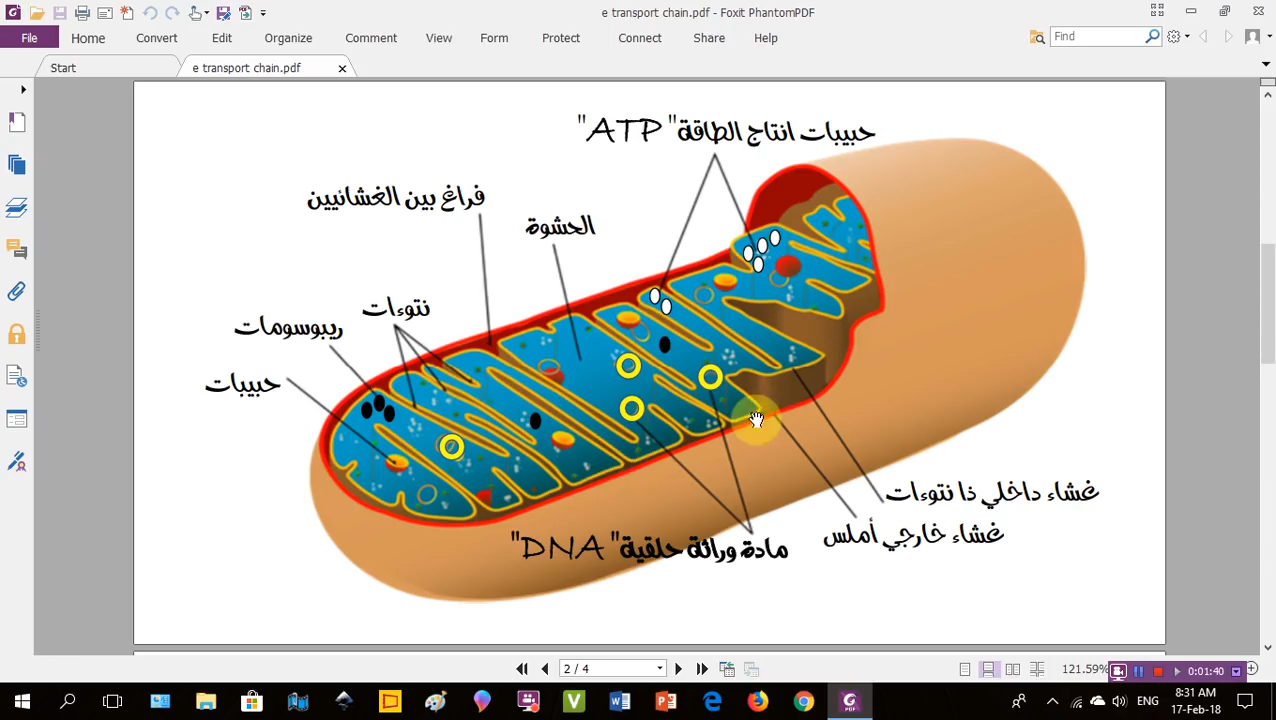 e transport chain.pdf - Foxit PhantomPDF
File Home Convert Edit Organize Comment View Form Protect Connect Share Help Find
Start e transport chain.pdf
حبيبات انتاج الطاقة "ATP"
فراغ بين الغشائيين
الحشوة
نتوءات
ريبوسومات
حبيبات
غشاء داخلي ذا نتوءات
غشاء خارجي أملس
مادة وراثة حلقية "DNA"
2 / 4
121.59%
0:01:40
8:31 AM
ENG
17-Feb-18